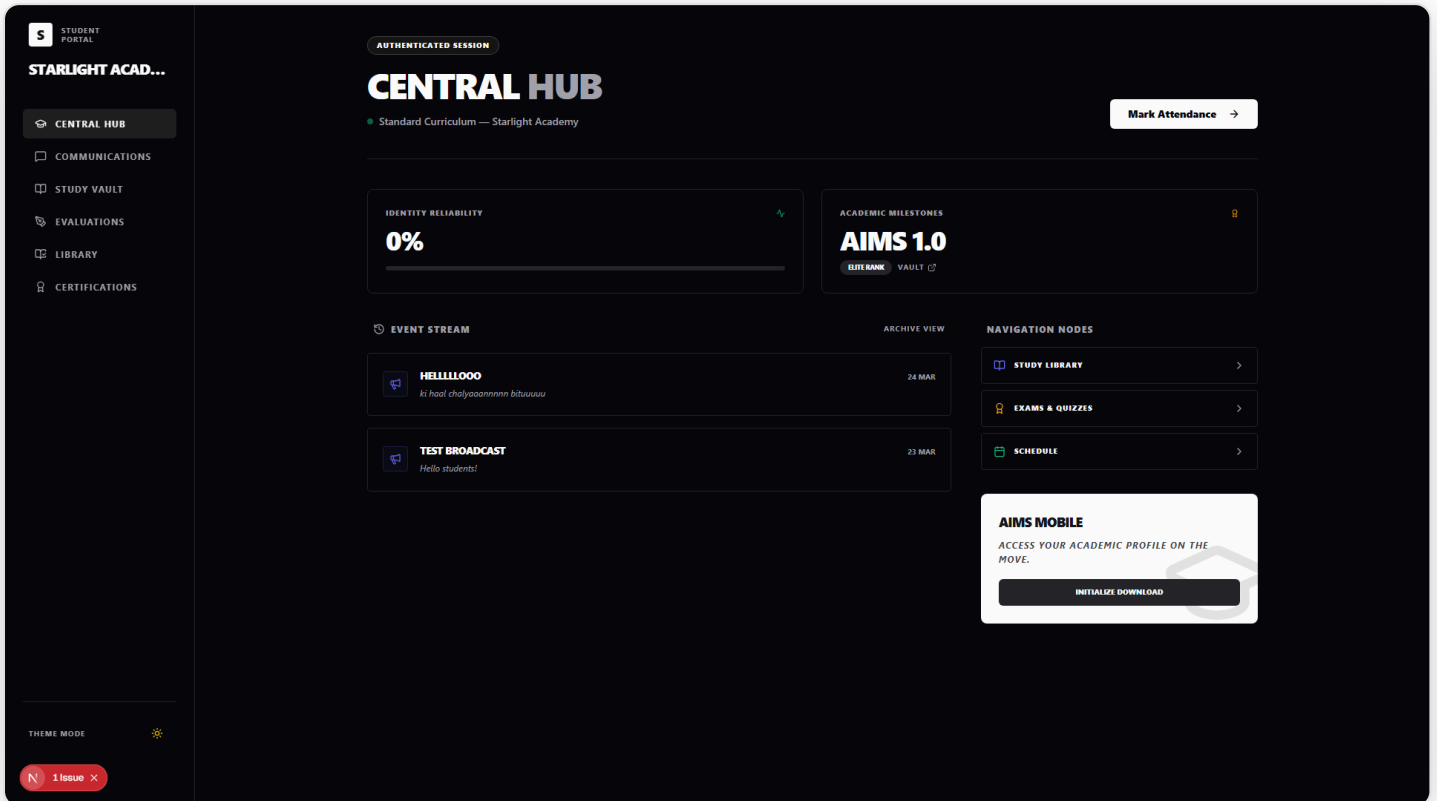 S
STUDENT
PORTAL
STARLIGHT ACAD...
CENTRAL HUB
COMMUNICATIONS
STUDY VAULT
EVALUATIONS
LIBRARY
CERTIFICATIONS
THEME MODE
N 1 Issue
AUTHENTICATED SESSION
CENTRAL HUB
Standard Curriculum — Starlight Academy
Mark Attendance
IDENTITY RELIABILITY
0%
ACADEMIC MILESTONES
AIMS 1.0
ELITE RANK VAULT
EVENT STREAM ARCHIVE VIEW
HELLLLLOOO 24 MAR
ki haal chalyaaannnnn bituuuuu
TEST BROADCAST 23 MAR
Hello students!
NAVIGATION NODES
STUDY LIBRARY
EXAMS & QUIZZES
SCHEDULE
AIMS MOBILE
ACCESS YOUR ACADEMIC PROFILE ON THE
MOVE.
INITIALIZE DOWNLOAD